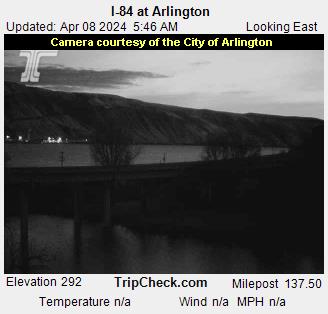 I-84 at Arlington
Updated: Apr 08 2024 5:46 AM Looking East
Camera courtesy of the City of Arlington
Elevation 292 TripCheck.com Milepost 137.50
Temperature n/a Wind n/a MPH n/a